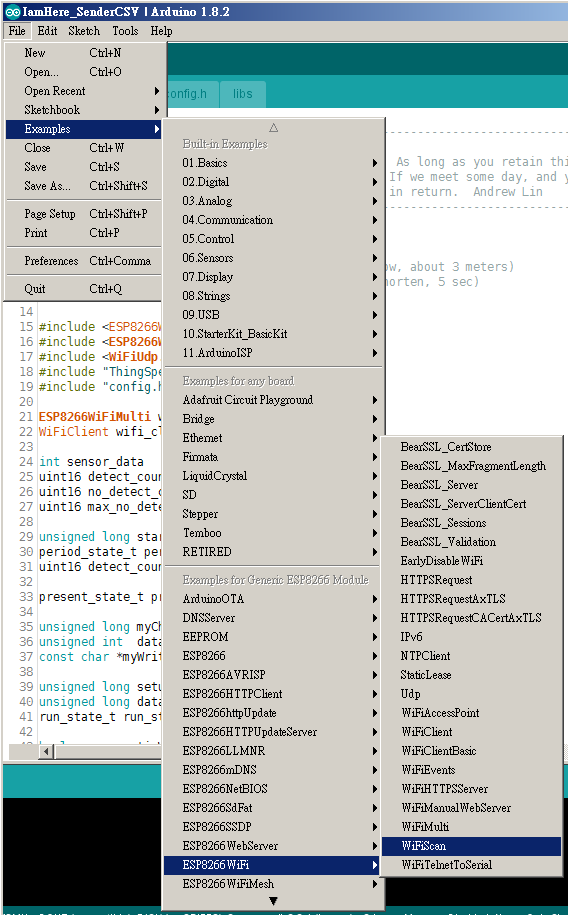 IamHere_SenderCSV | Arduino 1.8.2
File Edit Sketch Tools Help
New Ctrl+N
Open... Ctrl+O
Open Recent
Sketchbook
Examples
Close Ctrl+W
Save Ctrl+S
Save As... Ctrl+Shift+S
Page Setup Ctrl+Shift+P
Print Ctrl+P
Preferences Ctrl+Comma
Quit Ctrl+Q
config.h libs
As long as you retain thi
If we meet some day, and y
in return. Andrew Lin
ow, about 3 meters)
horten, 5 sec)
Built-in Examples
01.Basics
02.Digital
03.Analog
04.Communication
05.Control
06.Sensors
07.Display
08.Strings
09.USB
10.StarterKit_BasicKit
11.ArduinoISP
Examples for any board
Adafruit Circuit Playground
Bridge
Ethernet
Firmata
LiquidCrystal
SD
Stepper
Temboo
RETIRED
Examples for Generic ESP8266 Module
ArduinoOTA
DNSServer
EEPROM
ESP8266
ESP8266AVRISP
ESP8266HTTPClient
ESP8266httpUpdate
ESP8266HTTPUpdateServer
ESP8266LLMNR
ESP8266mDNS
ESP8266NetBIOS
ESP8266SdFat
ESP8266SSDP
ESP8266WebServer
ESP8266WiFi
ESP8266WiFiMesh
BearSSL_CertStore
BearSSL_MaxFragmentLength
BearSSL_Server
BearSSL_ServerClientCert
BearSSL_Sessions
BearSSL_Validation
EarlyDisableWiFi
HTTPSRequest
HTTPSRequestAxTLS
HTTPSRequestCACertAxTLS
IPv6
NTPClient
StaticLease
Udp
WiFiAccessPoint
WiFiClient
WiFiClientBasic
WiFiEvents
WiFiHTTPSServer
WiFiManualWebServer
WiFiMulti
WiFiScan
WiFiTelnetToSerial
14
15 #include <ESP8266W
16 #include <ESP8266W
17 #include <WiFiUdp.
18 #include "ThingSpe
19 #include "config.h
20
21 ESP8266WiFiMulti w
22 WiFiClient wifi_cl
23
24 int sensor_data
25 uint16 detect_coun
26 uint16 no_detect_c
27 uint16 max_no_dete
28
29 unsigned long star
30 period_state_t per
31 uint16 detect_coun
32
33 present_state_t pr
34
35 unsigned long myCh
36 unsigned int data
37 const char *myWrit
38
39 unsigned long setu
40 unsigned long data
41 run_state_t run_st
42